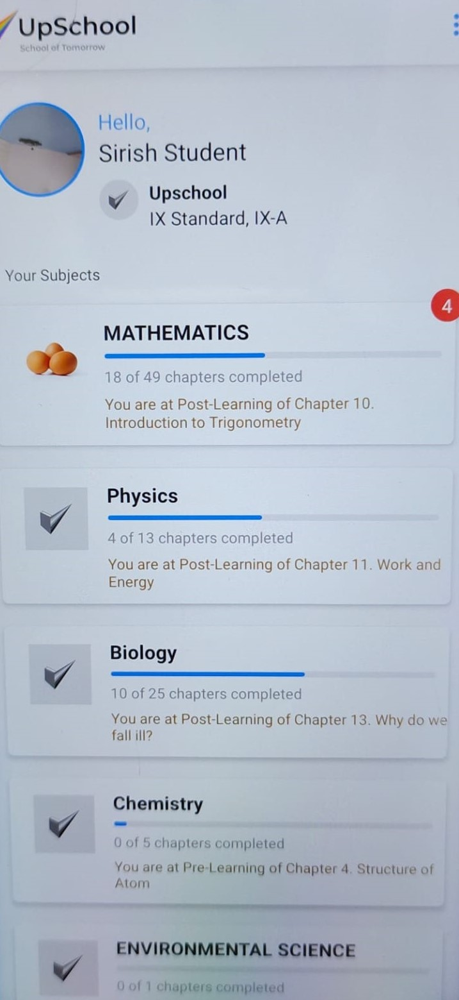 UpSchool
School of Tomorrow
Hello,
Sirish Student
Upschool
IX Standard, IX-A
Your Subjects
4
MATHEMATICS
18 of 49 chapters completed
You are at Post-Learning of Chapter 10.
Introduction to Trigonometry
Physics
4 of 13 chapters completed
You are at Post-Learning of Chapter 11. Work and
Energy
Biology
10 of 25 chapters completed
You are at Post-Learning of Chapter 13. Why do we
fall ill?
Chemistry
0 of 5 chapters completed
You are at Pre-Learning of Chapter 4. Structure of
Atom
ENVIRONMENTAL SCIENCE
0 of 1 chapters completed